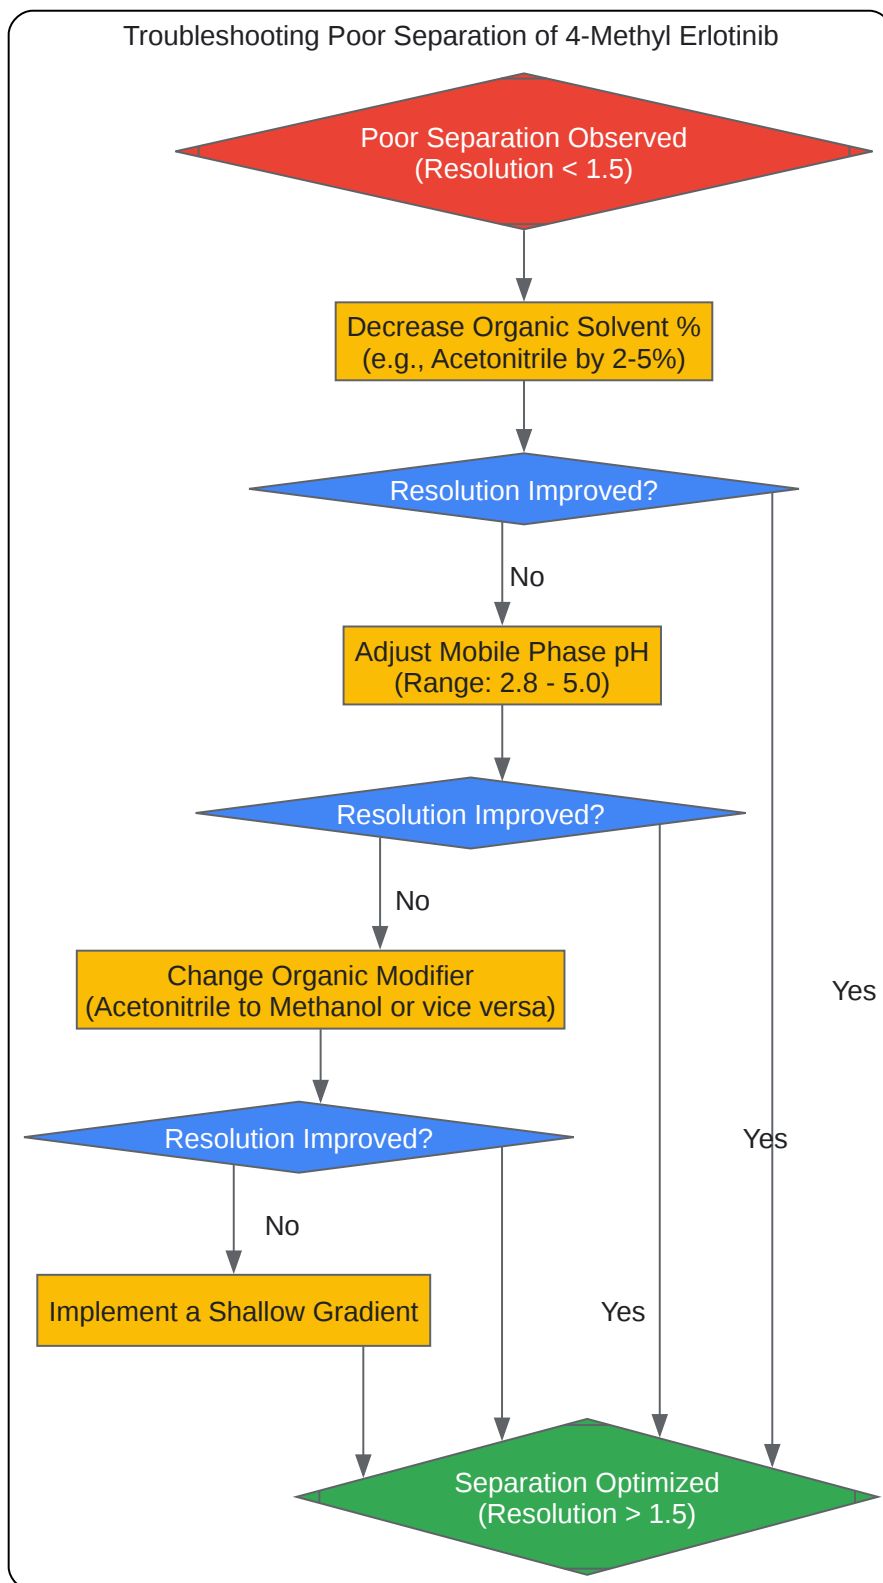 Troubleshooting Poor Separation of 4-Methyl Erlotinib
Poor Separation Observed
(Resolution < 1.5)
Decrease Organic Solvent %
(e.g., Acetonitrile by 2-5%)
Resolution Improved?
No
Adjust Mobile Phase pH
(Range: 2.8 - 5.0)
Resolution Improved?
No
Change Organic Modifier
(Acetonitrile to Methanol or vice versa)
Yes
Resolution Improved?
Yes
No
Implement a Shallow Gradient
Yes
Separation Optimized
(Resolution > 1.5)